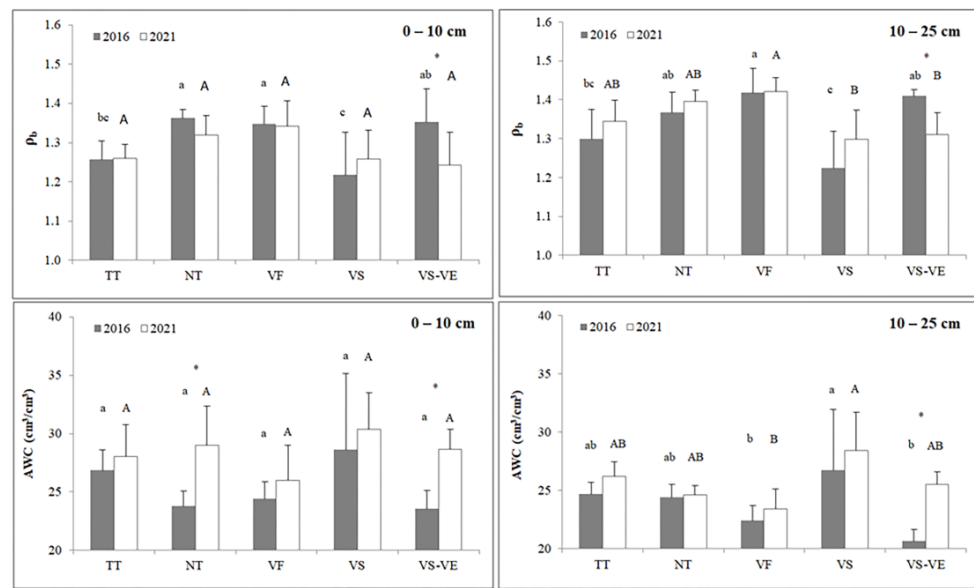 1.6
1.5
1.4
1.3
1.2
1.1
1.0
ρb
2016 2021
0 – 10 cm
bc A a A a A c A ab * A
TT NT VF VS VS-VE
1.6
1.5
1.4
1.3
1.2
1.1
1.0
ρb
2016 2021
10 – 25 cm
bc AB ab AB a A c B ab * B
TT NT VF VS VS-VE
40
35
30
25
20
AWC (cm³/cm³)
2016 2021
0 – 10 cm
a A a * A a A a A a * A
TT NT VF VS VS-VE
40
35
30
25
20
AWC (cm³/cm³)
2016 2021
10 – 25 cm
ab AB ab AB b B a A b * AB
TT NT VF VS VS-VE